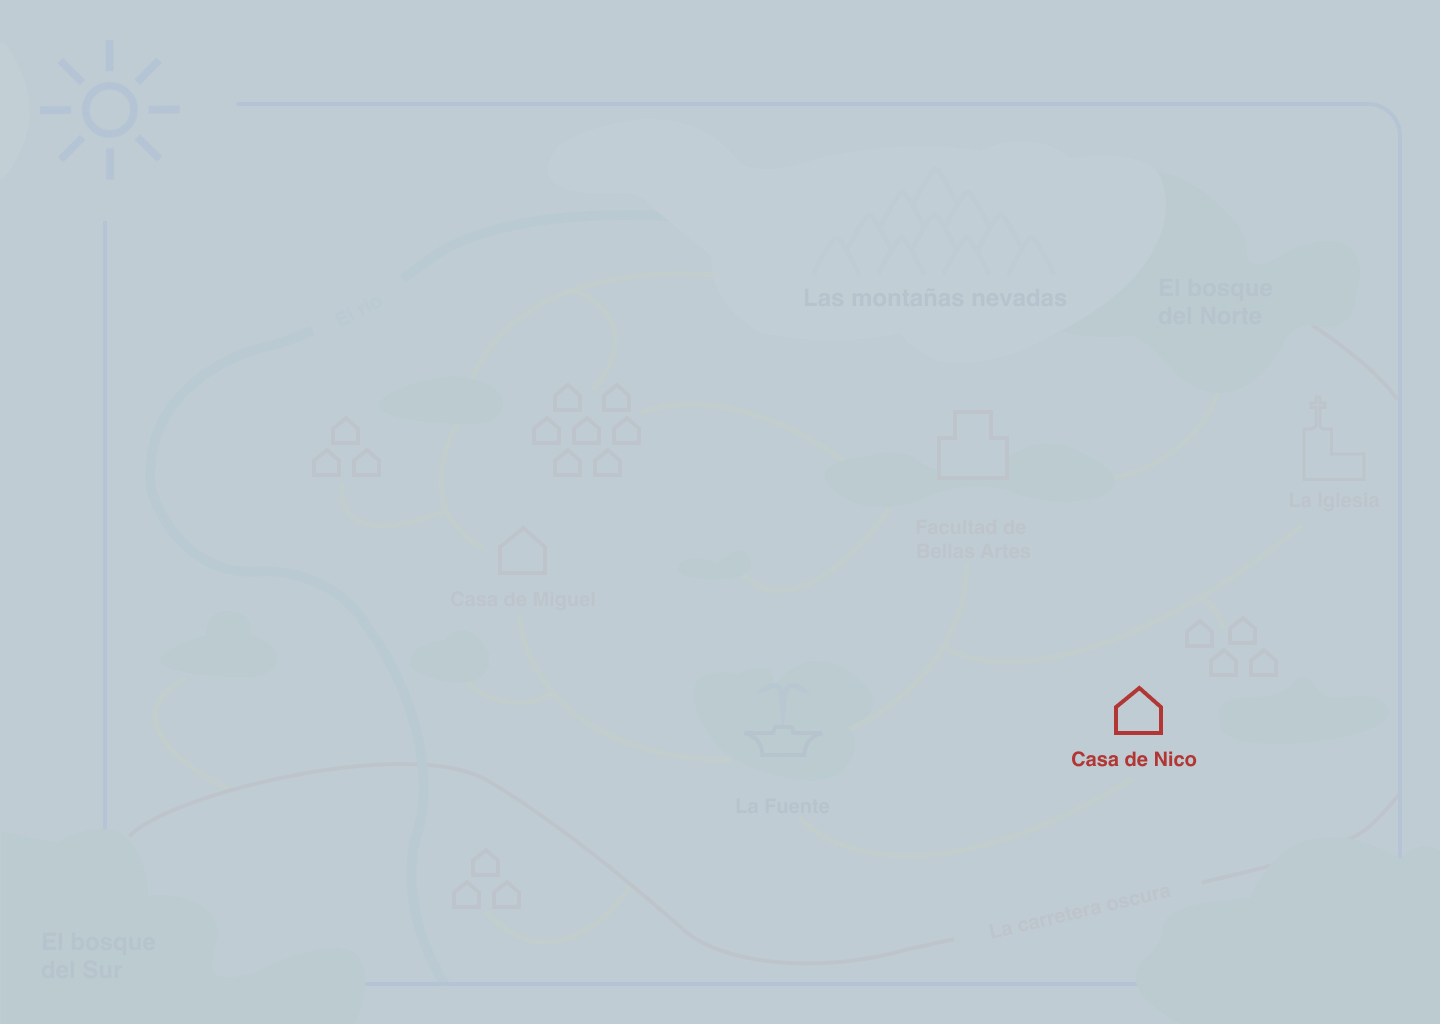 El río
Las montañas nevadas
El bosque
del Norte
La Iglesia
Facultad de
Bellas Artes
Casa de Miguel
Casa de Nico
La Fuente
La carretera oscura
El bosque
del Sur